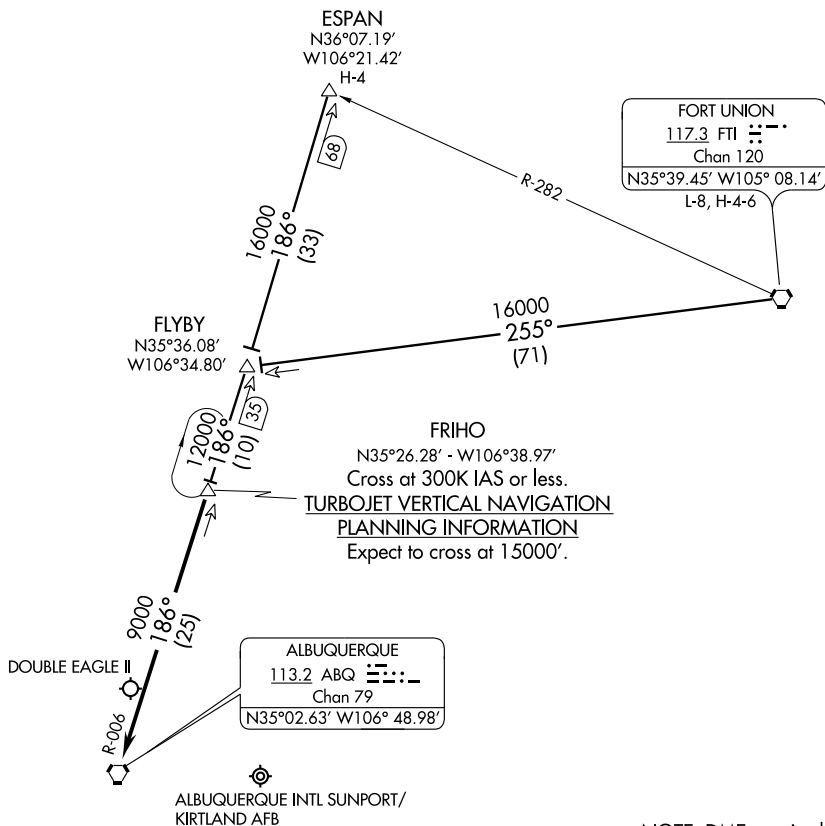 ESPAN
N36°07.19'
W106°21.42'
H-4
68
16000
186°
(33)
R-282
FORT UNION
117.3 FTI
Chan 120
N35°39.45' W105° 08.14'
L-8, H-4-6
16000
255°
(71)
FLYBY
N35°36.08'
W106°34.80'
35
12000
186°
(10)
FRIHO
N35°26.28' - W106°38.97'
Cross at 300K IAS or less.
TURBOJET VERTICAL NAVIGATION
PLANNING INFORMATION
Expect to cross at 15000'.
9000
186°
(25)
DOUBLE EAGLE II
R-006
ALBUQUERQUE
113.2 ABQ
Chan 79
N35°02.63' W106° 48.98'
ALBUQUERQUE INTL SUNPORT/
KIRTLAND AFB